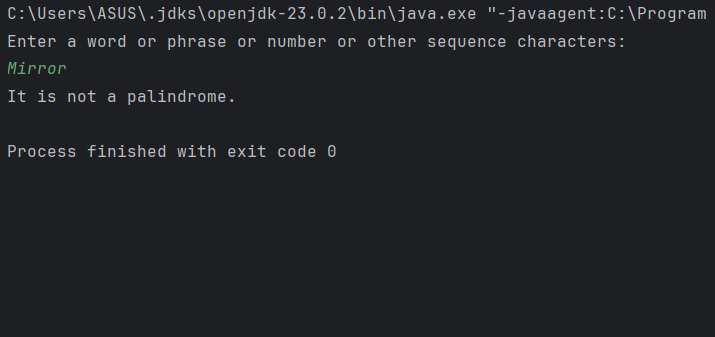 C:\Users\ASUS\.jdks\openjdk-23.0.2\bin\java.exe "-javaagent:C:\Program
Enter a word or phrase or number or other sequence characters:
Mirror
It is not a palindrome.
Process finished with exit code 0